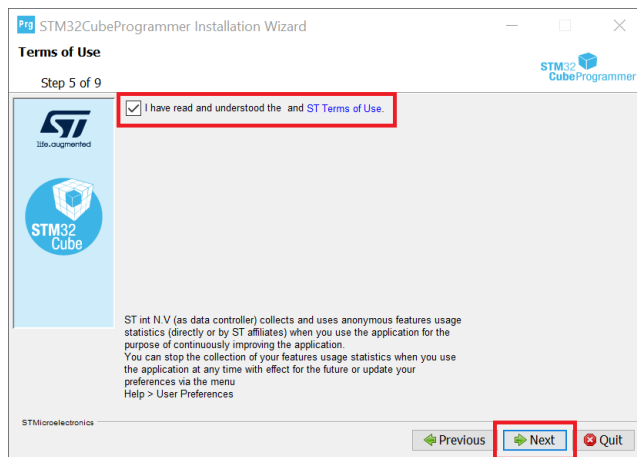 Prg STM32CubeProgrammer Installation Wizard
Terms of Use
Step 5 of 9
STM32
CubeProgrammer
ST
life.augmented
STM32
Cube
I have read and understood the  and ST Terms of Use.
ST int N.V (as data controller) collects and uses anonymous features usage
statistics (directly or by ST affiliates) when you use the application for the
purpose of continuously improving the application.
You can stop the collection of your features usage statistics when you use
the application at any time with effect for the future or update your
preferences via the menu
Help > User Preferences
STMicroelectronics
Previous
Next
Quit